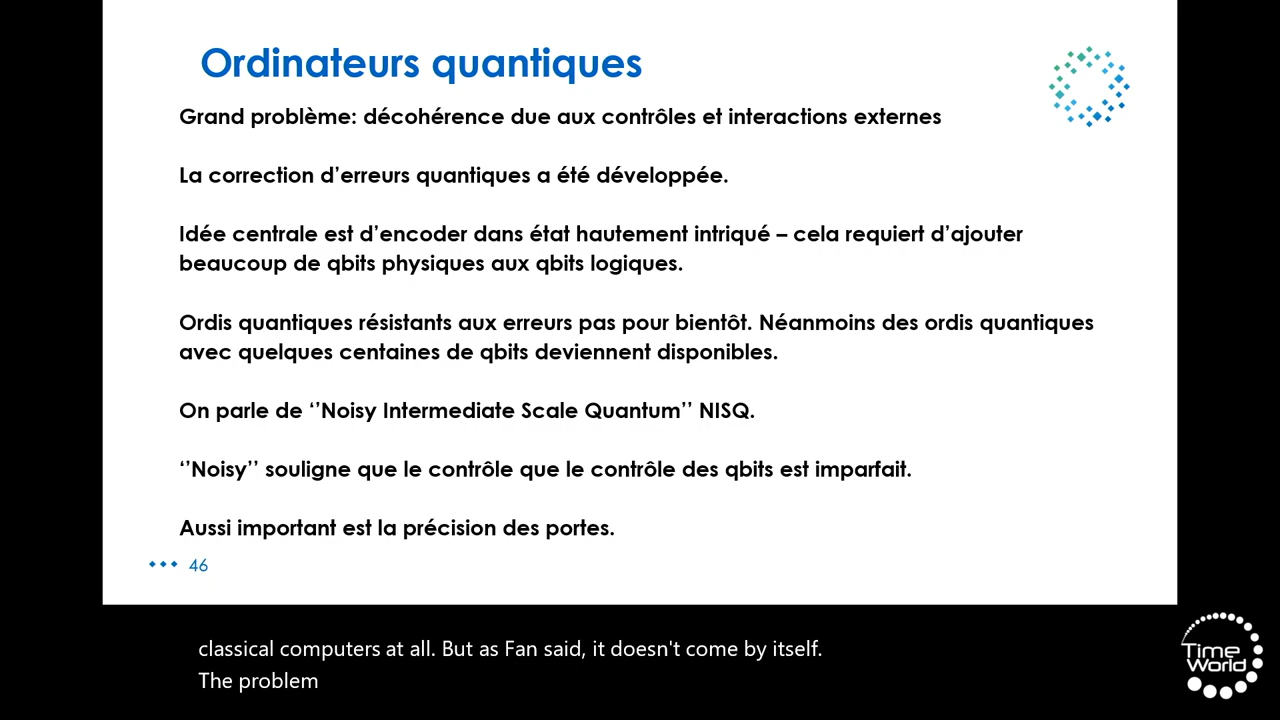 Ordinateurs quantiques
Grand problème: décohérence due aux contrôles et interactions externes
La correction d’erreurs quantiques a été développée.
Idée centrale est d’encoder dans état hautement intriqué – cela requiert d’ajouter
beaucoup de qbits physiques aux qbits logiques.
Ordis quantiques résistants aux erreurs pas pour bientôt. Néanmoins des ordis quantiques
avec quelques centaines de qbits deviennent disponibles.
On parle de ‘’Noisy Intermediate Scale Quantum’’ NISQ.
‘’Noisy’’ souligne que le contrôle que le contrôle des qbits est imparfait.
Aussi important est la précision des portes.
46
classical computers at all. But as Fan said, it doesn't come by itself.
The problem
Time
World